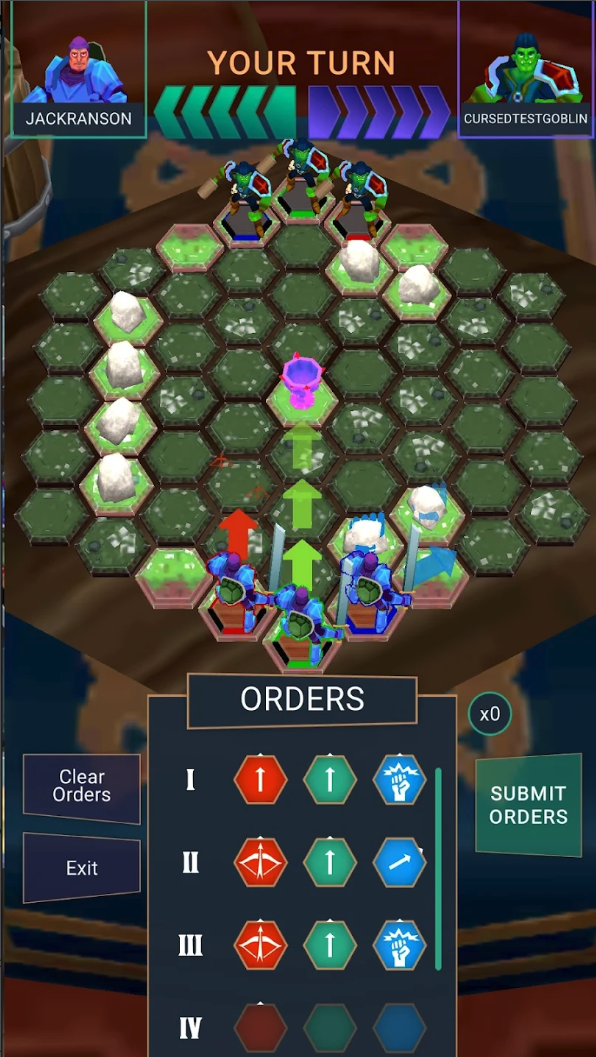 YOUR TURN
JACKRANSON
CURSEDTESTGOBLIN
ORDERS
x0
I
Clear
Orders
SUBMIT
ORDERS
II
Exit
III
IV